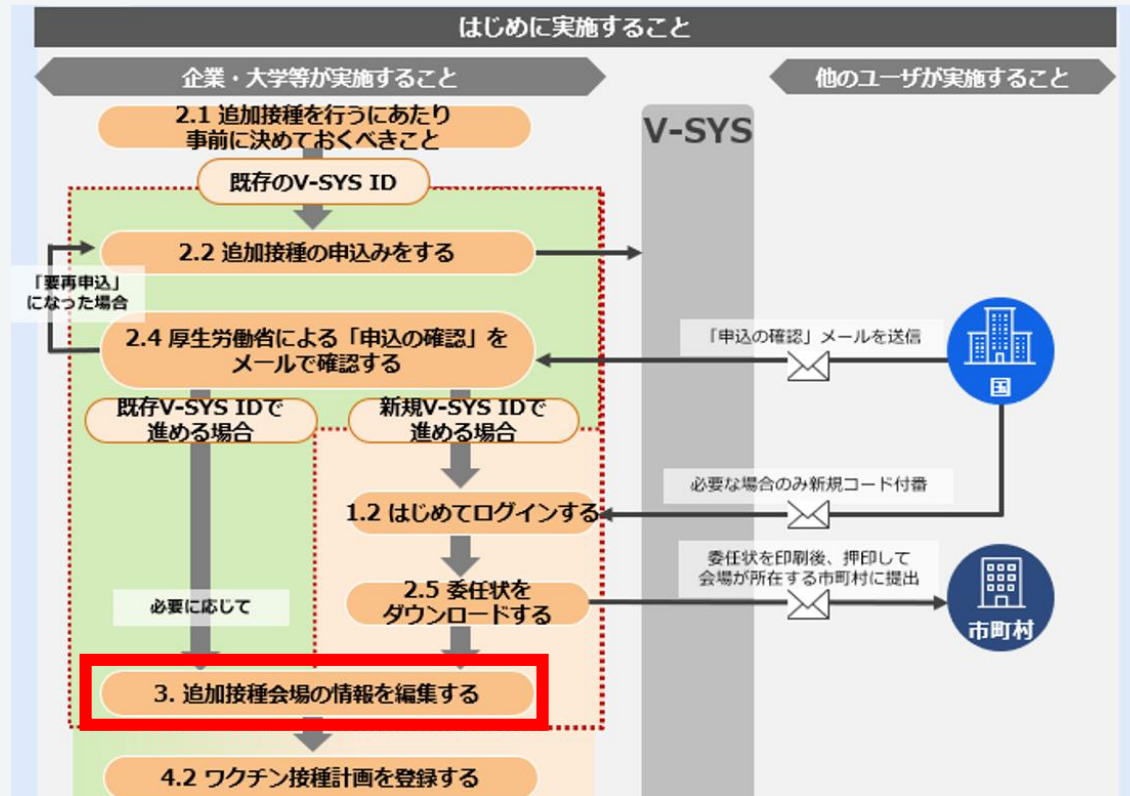 はじめに実施すること
企業・大学等が実施すること
他のユーザが実施すること
2.1 追加接種を行うにあたり
事前に決めておくべきこと
V-SYS
既存のV-SYS ID
2.2 追加接種の申込みをする
「要再申込」
になった場合
2.4 厚生労働省による「申込の確認」を
メールで確認する
「申込の確認」メールを送信
国
既存V-SYS IDで
進める場合
新規V-SYS IDで
進める場合
必要な場合のみ新規コード付番
1.2 はじめてログインする
委任状を印刷後、押印して
会場が所在する市町村に提出
2.5 委任状を
ダウンロードする
必要に応じて
市町村
3. 追加接種会場の情報を編集する
4.2 ワクチン接種計画を登録する